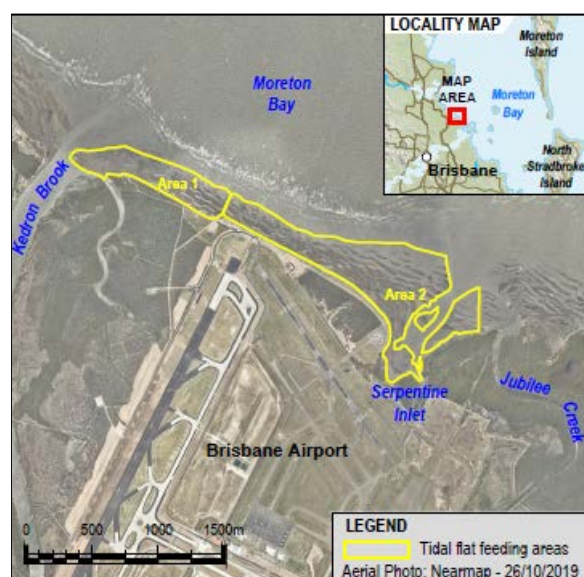 LOCALITY MAP
Moreton
Island
MAP
AREA
Moreton
Bay
Brisbane
North
Stradbroke
Island
Moreton
Bay
Kedron Brook
Area 1
Area 2
Serpentine
Inlet
Jubilee
Creek
Brisbane Airport
0 500 1000 1500m
LEGEND
Tidal flat feeding areas
Aerial Photo: Nearmap - 26/10/2019